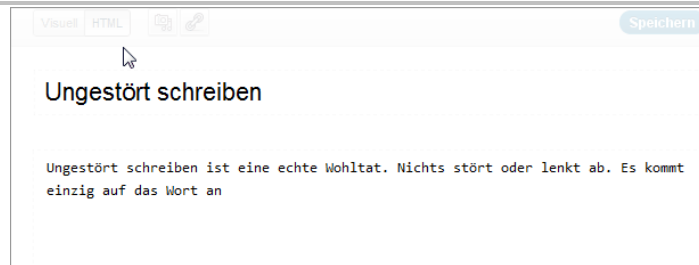 Visuell HTML Speichern
Ungestört schreiben
Ungestört schreiben ist eine echte Wohltat. Nichts stört oder lenkt ab. Es kommt
einzig auf das Wort an